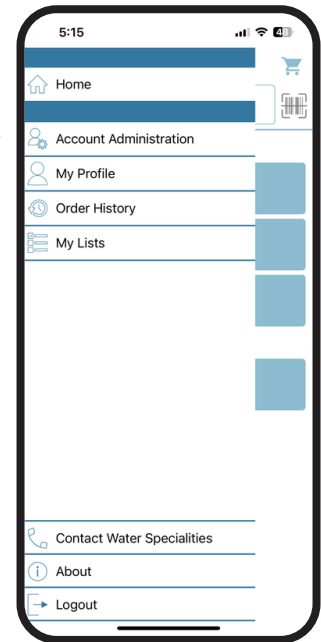 5:15
48
Home
Account Administration
My Profile
Order History
My Lists
Contact Water Specialities
About
Logout